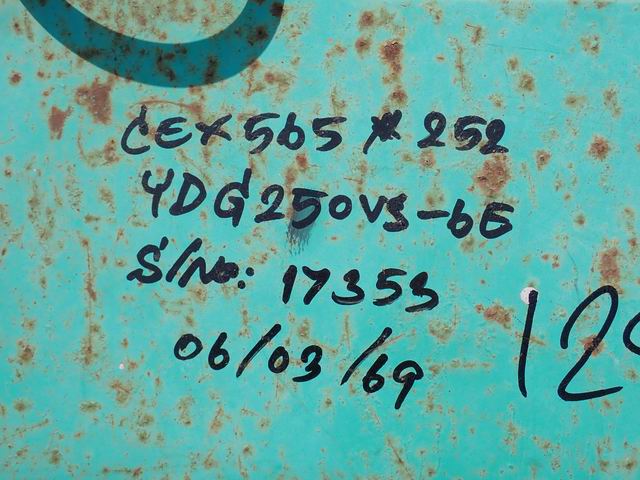 CEX565 * 252
YDG250VS-6E
S/No: 17353
06/03/69
12